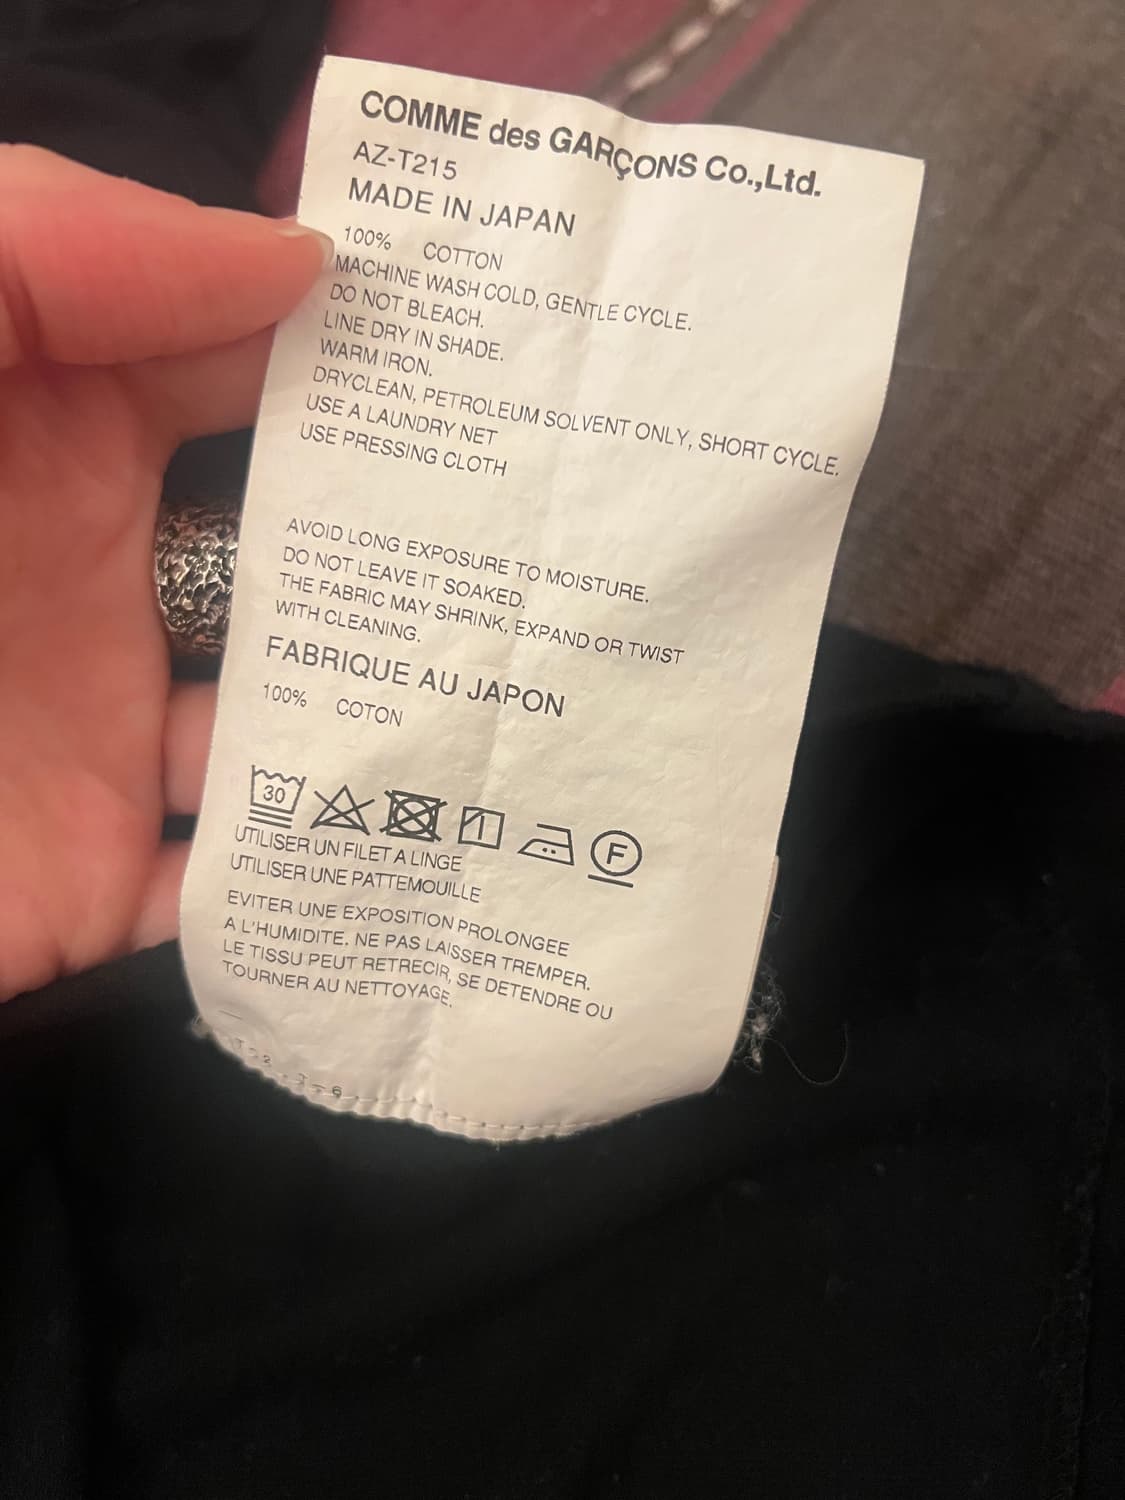 COMME des GARÇONS Co.,Ltd.
AZ-T215
MADE IN JAPAN
100% COTTON
MACHINE WASH COLD, GENTLE CYCLE.
DO NOT BLEACH.
LINE DRY IN SHADE.
WARM IRON.
DRYCLEAN, PETROLEUM SOLVENT ONLY, SHORT CYCLE.
USE A LAUNDRY NET
USE PRESSING CLOTH
AVOID LONG EXPOSURE TO MOISTURE.
DO NOT LEAVE IT SOAKED.
THE FABRIC MAY SHRINK, EXPAND OR TWIST
WITH CLEANING.
FABRIQUE AU JAPON
100% COTON
30 F
UTILISER UN FILET A LINGE
UTILISER UNE PATTEMOUILLE
EVITER UNE EXPOSITION PROLONGEE
A L'HUMIDITE. NE PAS LAISSER TREMPER.
LE TISSU PEUT RETRECIR, SE DETENDRE OU
TOURNER AU NETTOYAGE.